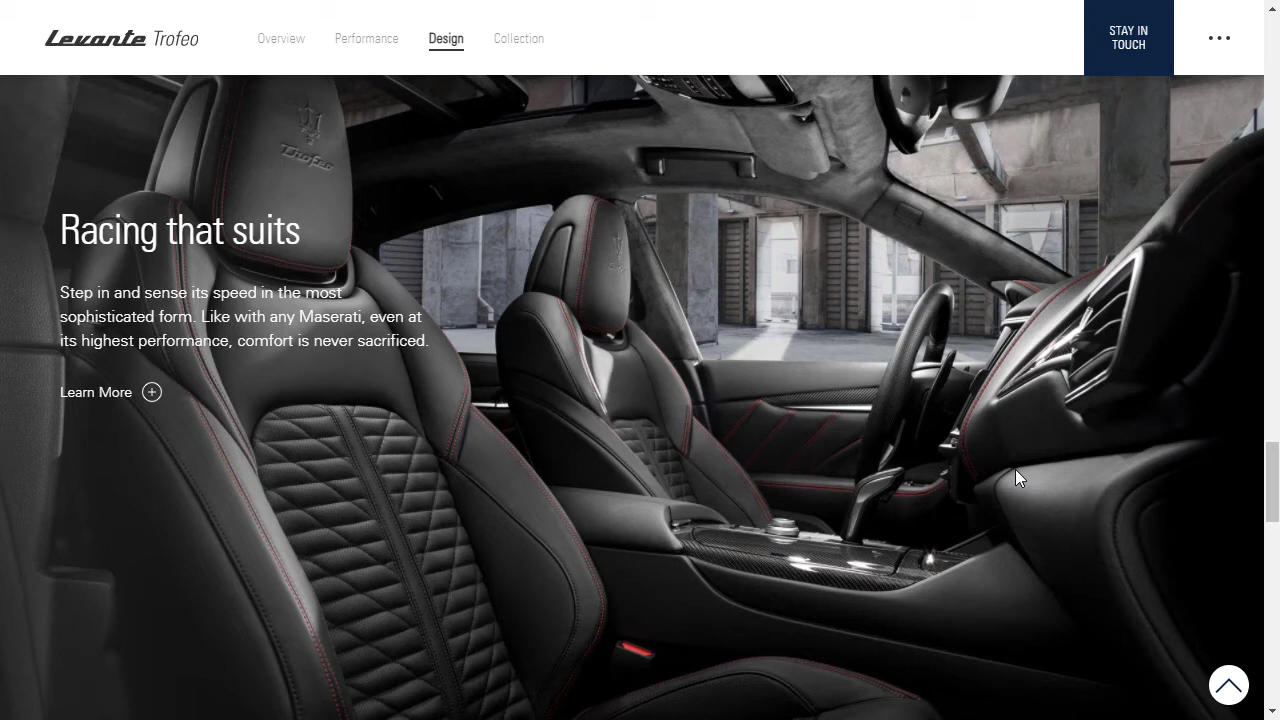 Levante Trofeo
Overview
Performance
Design
Collection
STAY IN
TOUCH
Trofeo
Racing that suits
Step in and sense its speed in the most
sophisticated form. Like with any Maserati, even at
its highest performance, comfort is never sacrificed.
Learn More